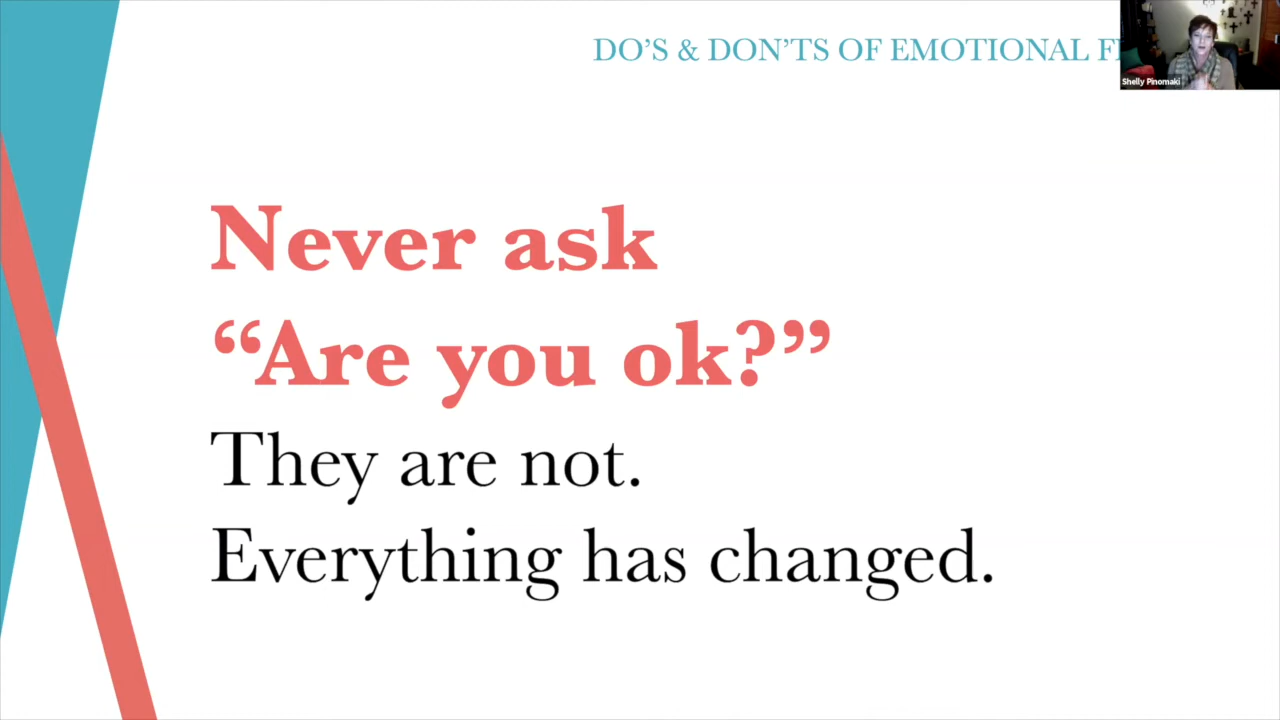 DO’S & DON’TS OF EMOTIONAL
Shelly Pinomaki
Never ask
“Are you ok?”
They are not.
Everything has changed.